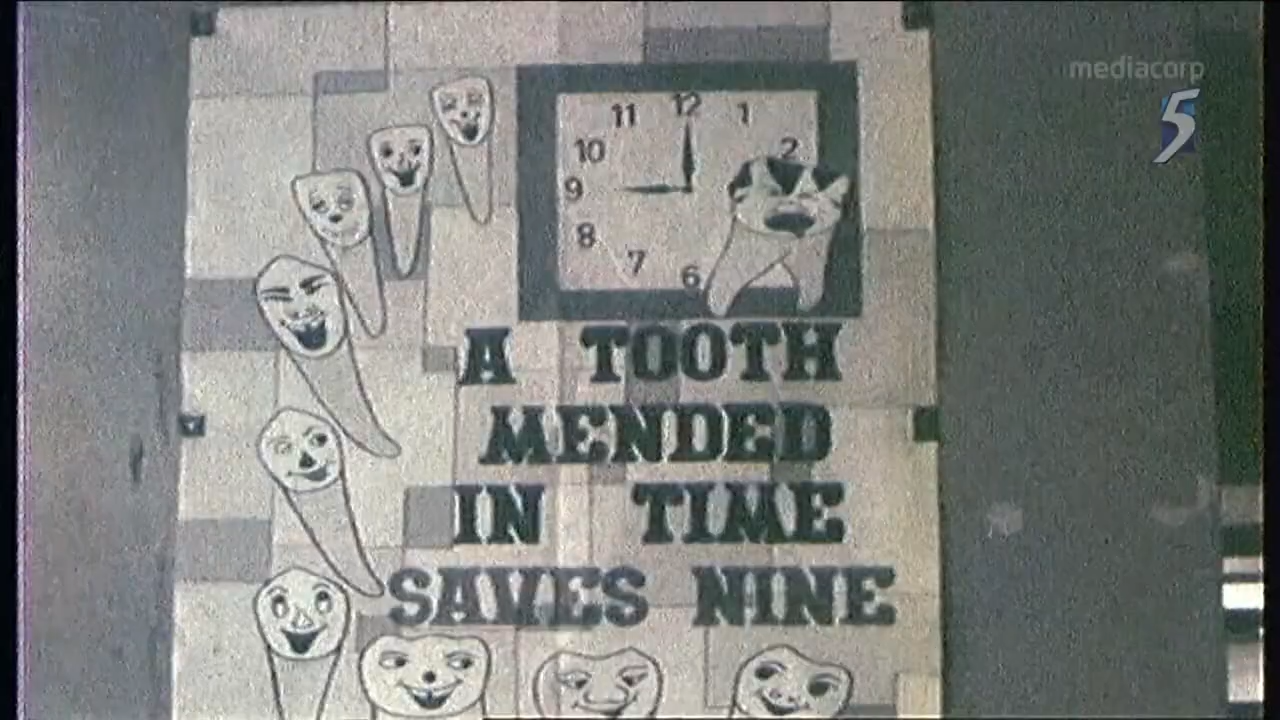 mediacorp
5
11 12 1
10 2
9
8
7 6
A TOOTH
MENDED
IN TIME
SAVES NINE